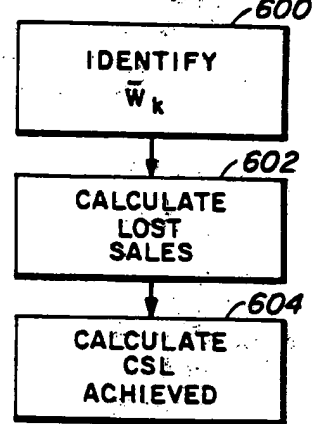 600
IDENTIFY
W̄ k
602
CALCULATE
LOST
SALES
604
CALCULATE
CSL
ACHIEVED